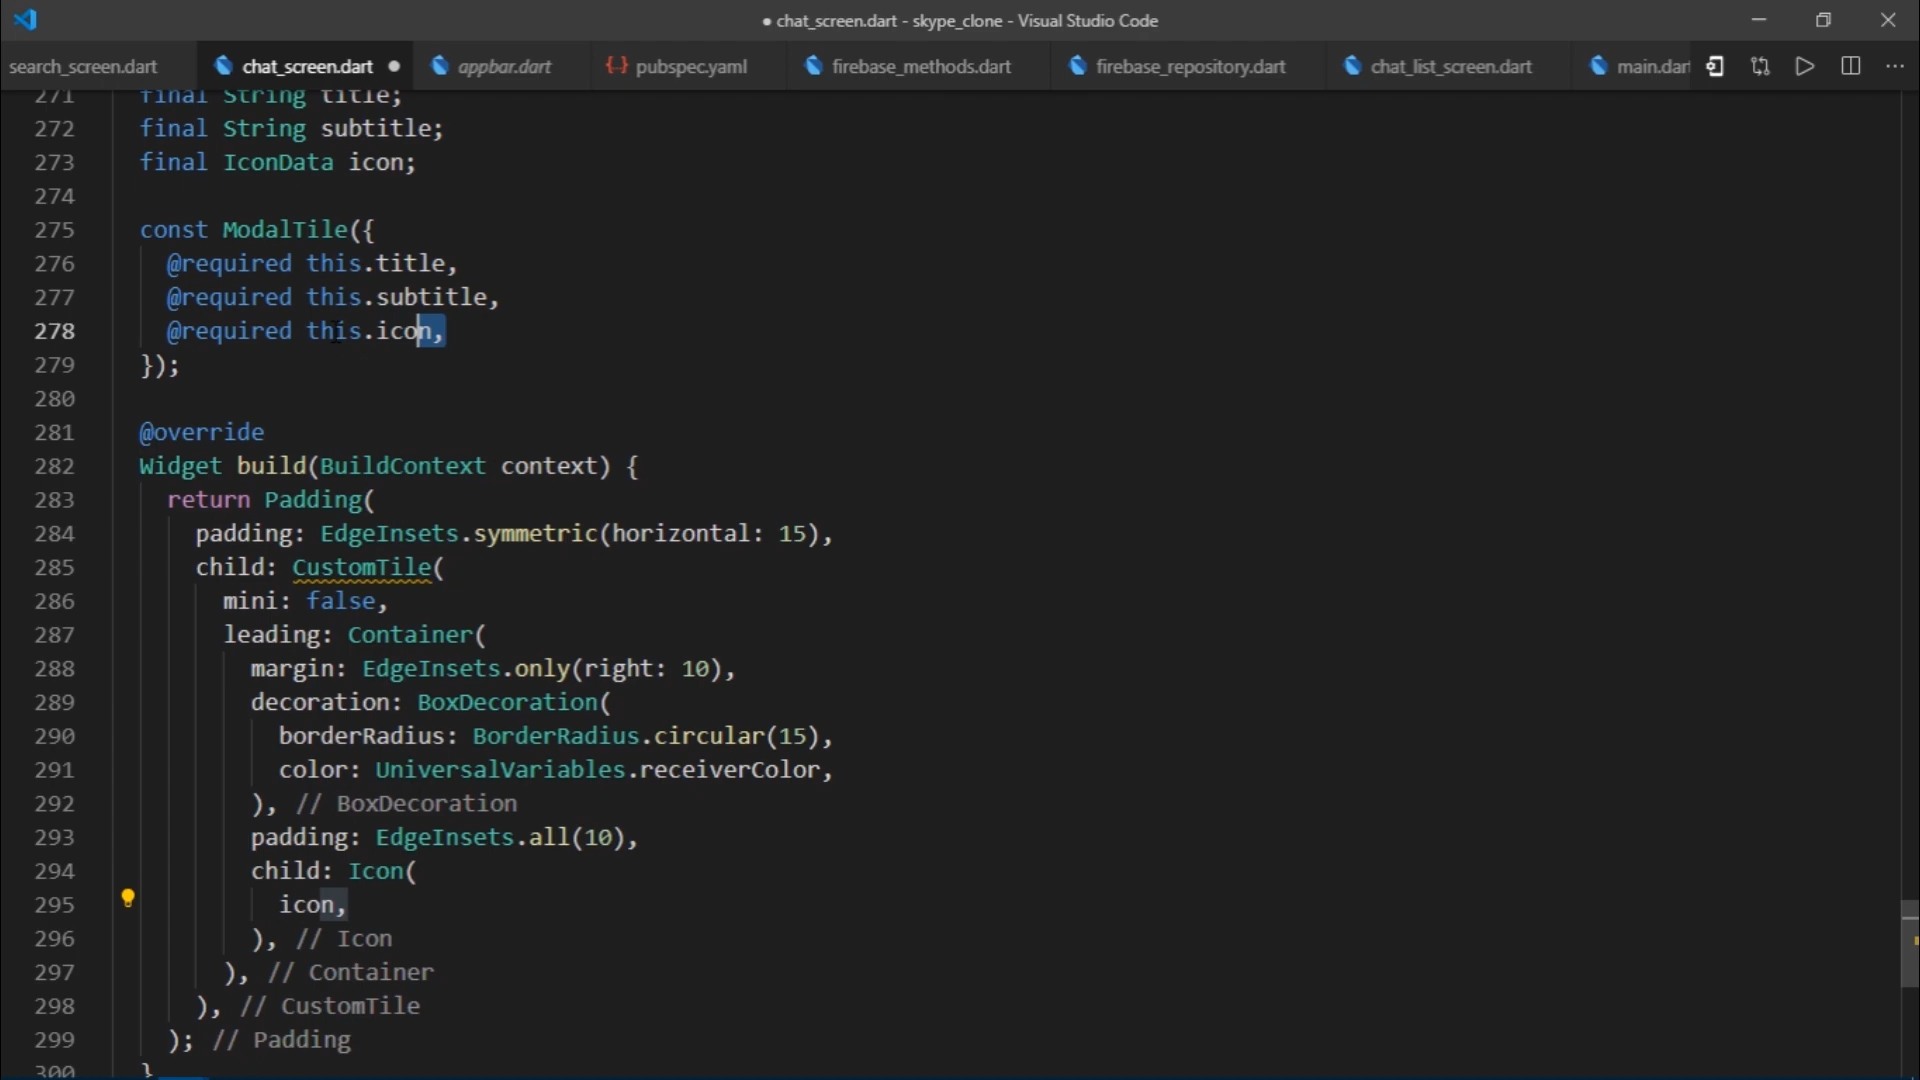 ● chat_screen.dart - skype_clone - Visual Studio Code
search_screen.dart chat_screen.dart ● appbar.dart {} pubspec.yaml firebase_methods.dart firebase_repository.dart chat_list_screen.dart main.dart ...
271 final String title;
272 final String subtitle;
273 final IconData icon;
274
275 const ModalTile({
276 @required this.title,
277 @required this.subtitle,
278 @required this.icon,
279 });
280
281 @override
282 Widget build(BuildContext context) {
283 return Padding(
284 padding: EdgeInsets.symmetric(horizontal: 15),
285 child: CustomTile(
286 mini: false,
287 leading: Container(
288 margin: EdgeInsets.only(right: 10),
289 decoration: BoxDecoration(
290 borderRadius: BorderRadius.circular(15),
291 color: UniversalVariables.receiverColor,
292 ), // BoxDecoration
293 padding: EdgeInsets.all(10),
294 child: Icon(
295 icon,
296 ), // Icon
297 ), // Container
298 ), // CustomTile
299 ); // Padding
300 }